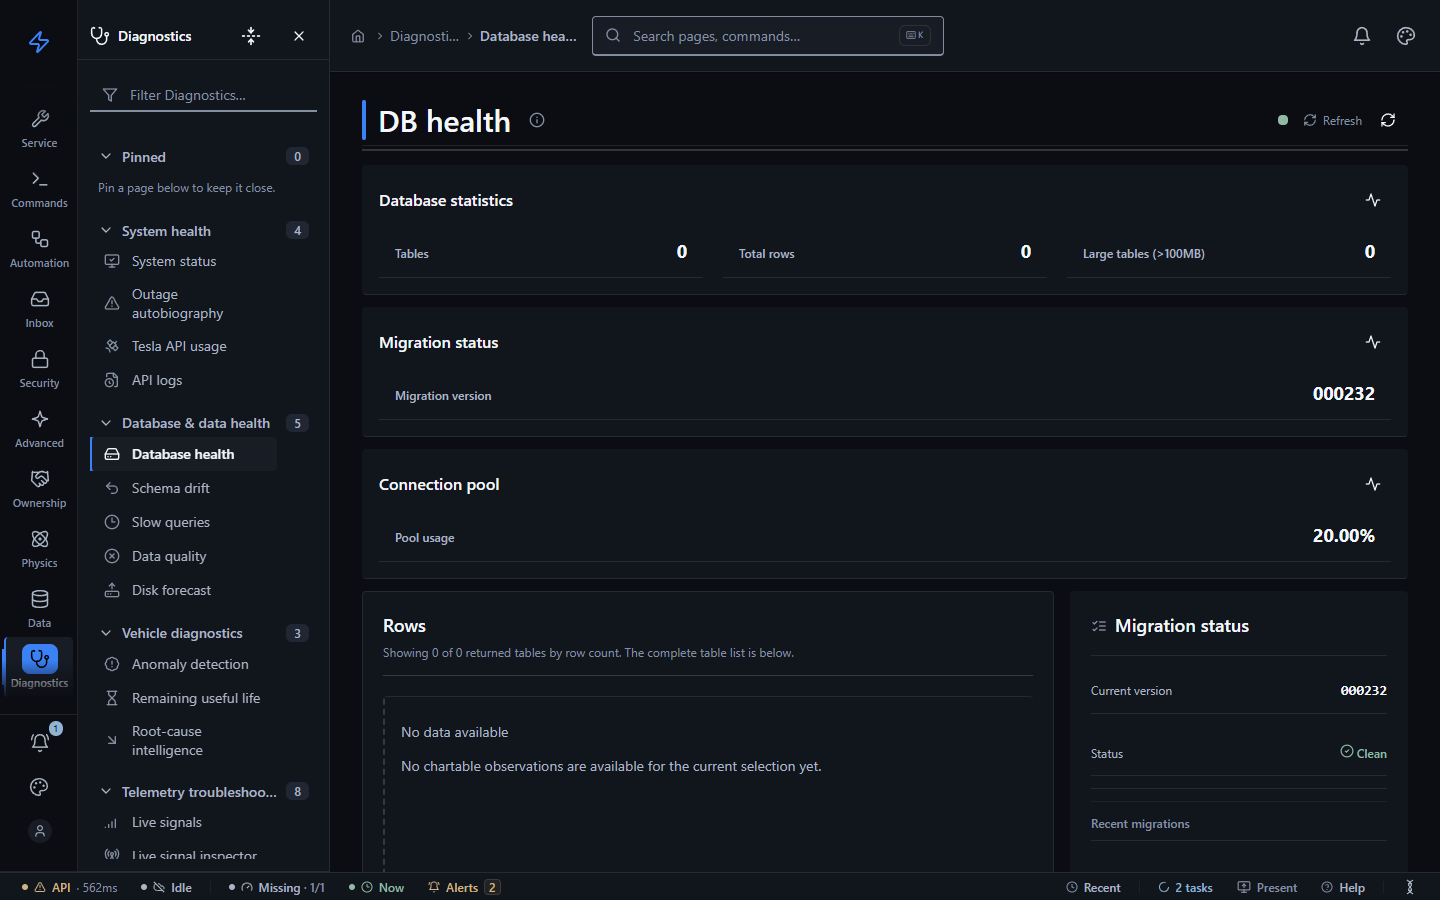 Diagnostics
Diagnosti...
Database hea...
Search pages, commands...
K
Filter Diagnostics...
Service
Commands
Automation
Inbox
Security
Advanced
Ownership
Physics
Data
Diagnostics
1
Pinned
0
Pin a page below to keep it close.
System health
4
System status
Outage
autobiography
Tesla API usage
API logs
Database & data health
5
Database health
Schema drift
Slow queries
Data quality
Disk forecast
Vehicle diagnostics
3
Anomaly detection
Remaining useful life
Root-cause
intelligence
Telemetry troubleshoo...
8
Live signals
Live signal inspector
DB health
Refresh
Database statistics
Tables
0
Total rows
0
Large tables (>100MB)
0
Migration status
Migration version
000232
Connection pool
Pool usage
20.00%
Rows
Showing 0 of 0 returned tables by row count. The complete table list is below.
No data available
No chartable observations are available for the current selection yet.
Migration status
Current version
000232
Status
Clean
Recent migrations
API · 562ms
Idle
Missing · 1/1
Now
Alerts 2
Recent
2 tasks
Present
Help